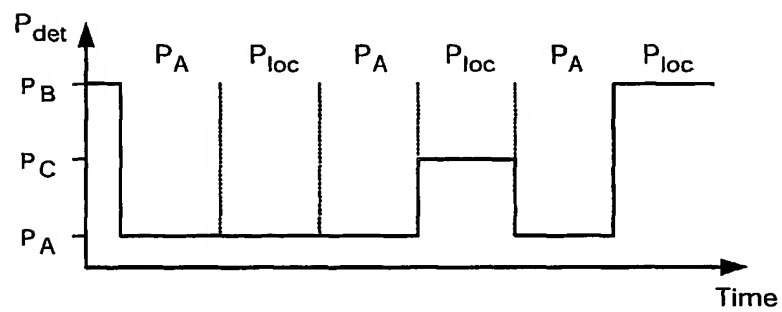 P_det
P_A P_loc P_A P_loc P_A P_loc
P_B
P_C
P_A
Time